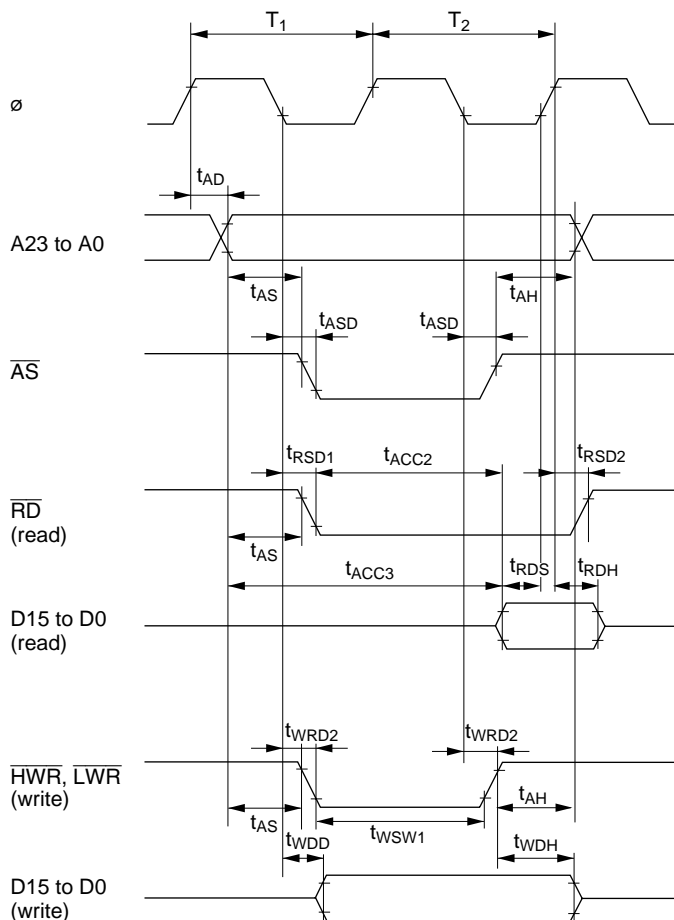 T1 T2
ø
tAD
A23 to A0
tAS tAH
tASD tASD
AS
tRSD1 tACC2 tRSD2
RD
(read)
tAS
tACC3 tRDS tRDH
D15 to D0
(read)
tWRD2 tWRD2
HWR, LWR
(write)
tAS tAH
tWSW1
tWDD tWDH
D15 to D0
(write)